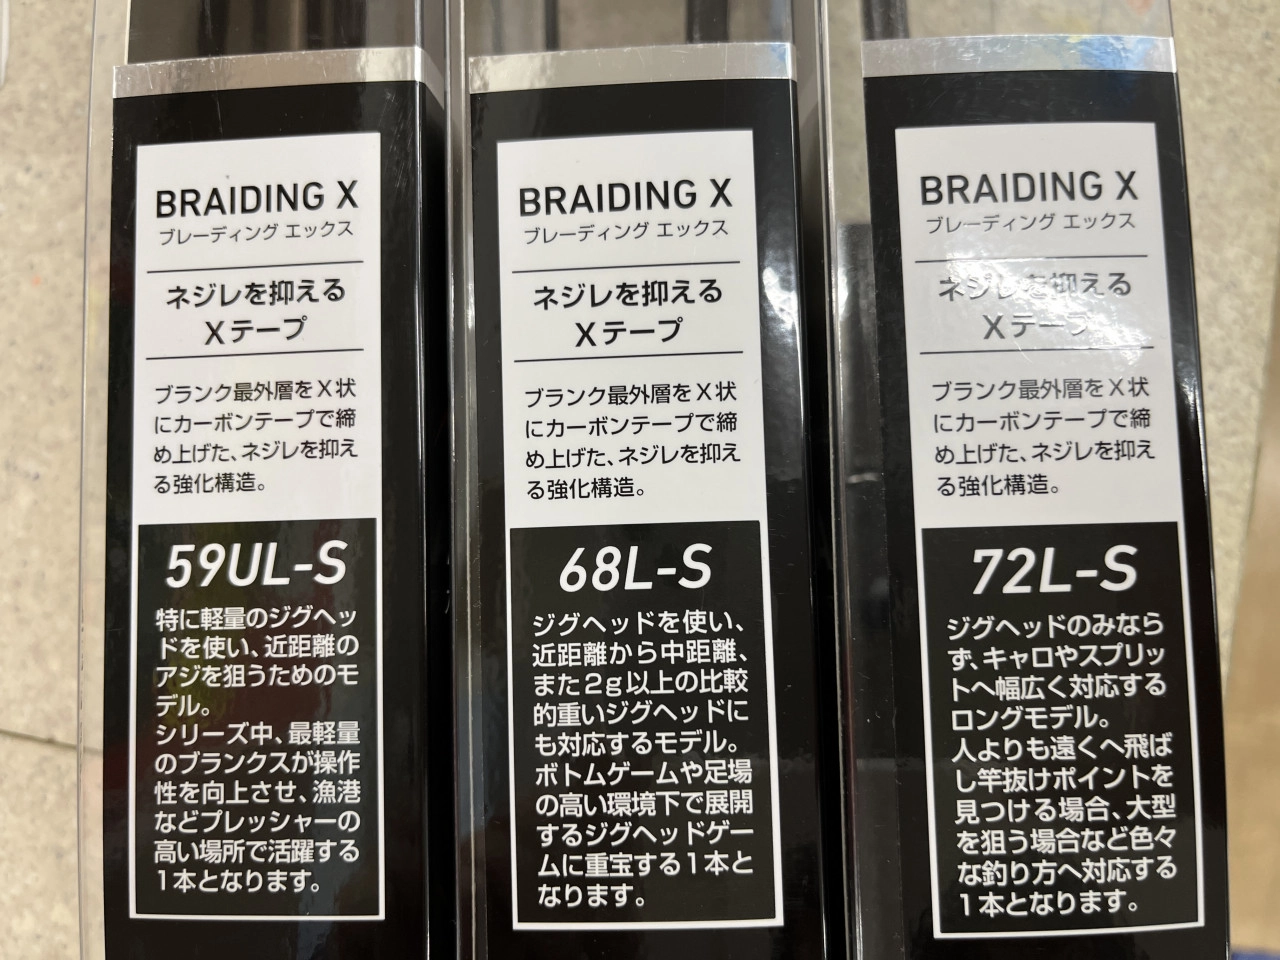 BRAIDING X
ブレーディング エックス
ネジレを抑える
Xテープ
ブランク最外層をX状
にカーボンテープで締
め上げた、ネジレを抑え
る強化構造。
59UL-S
特に軽量のジグヘッ
ドを使い、近距離の
アジを狙うためのモ
デル。
シリーズ中、最軽量
のブランクスが操作
性を向上させ、漁港
などプレッシャーの
高い場所で活躍する
1本となります。
BRAIDING X
ブレーディング エックス
ネジレを抑える
Xテープ
ブランク最外層をX状
にカーボンテープで締
め上げた、ネジレを抑え
る強化構造。
68L-S
ジグヘッドを使い、
近距離から中距離、
また2g以上の比較
的重いジグヘッドに
も対応するモデル。
ボトムゲームや足場
の高い環境下で展開
するジグヘッドゲー
ムに重宝する1本と
なります。
BRAIDING X
ブレーディング エックス
ネジレを抑える
Xテープ
ブランク最外層をX状
にカーボンテープで締
め上げた、ネジレを抑え
る強化構造。
72L-S
ジグヘッドのみなら
ず、キャロやスプリッ
トへ幅広く対応する
ロングモデル。
人よりも遠くへ飛ば
し竿抜けポイントを
見つける場合、大型
を狙う場合など色々
な釣り方へ対応する
1本となります。